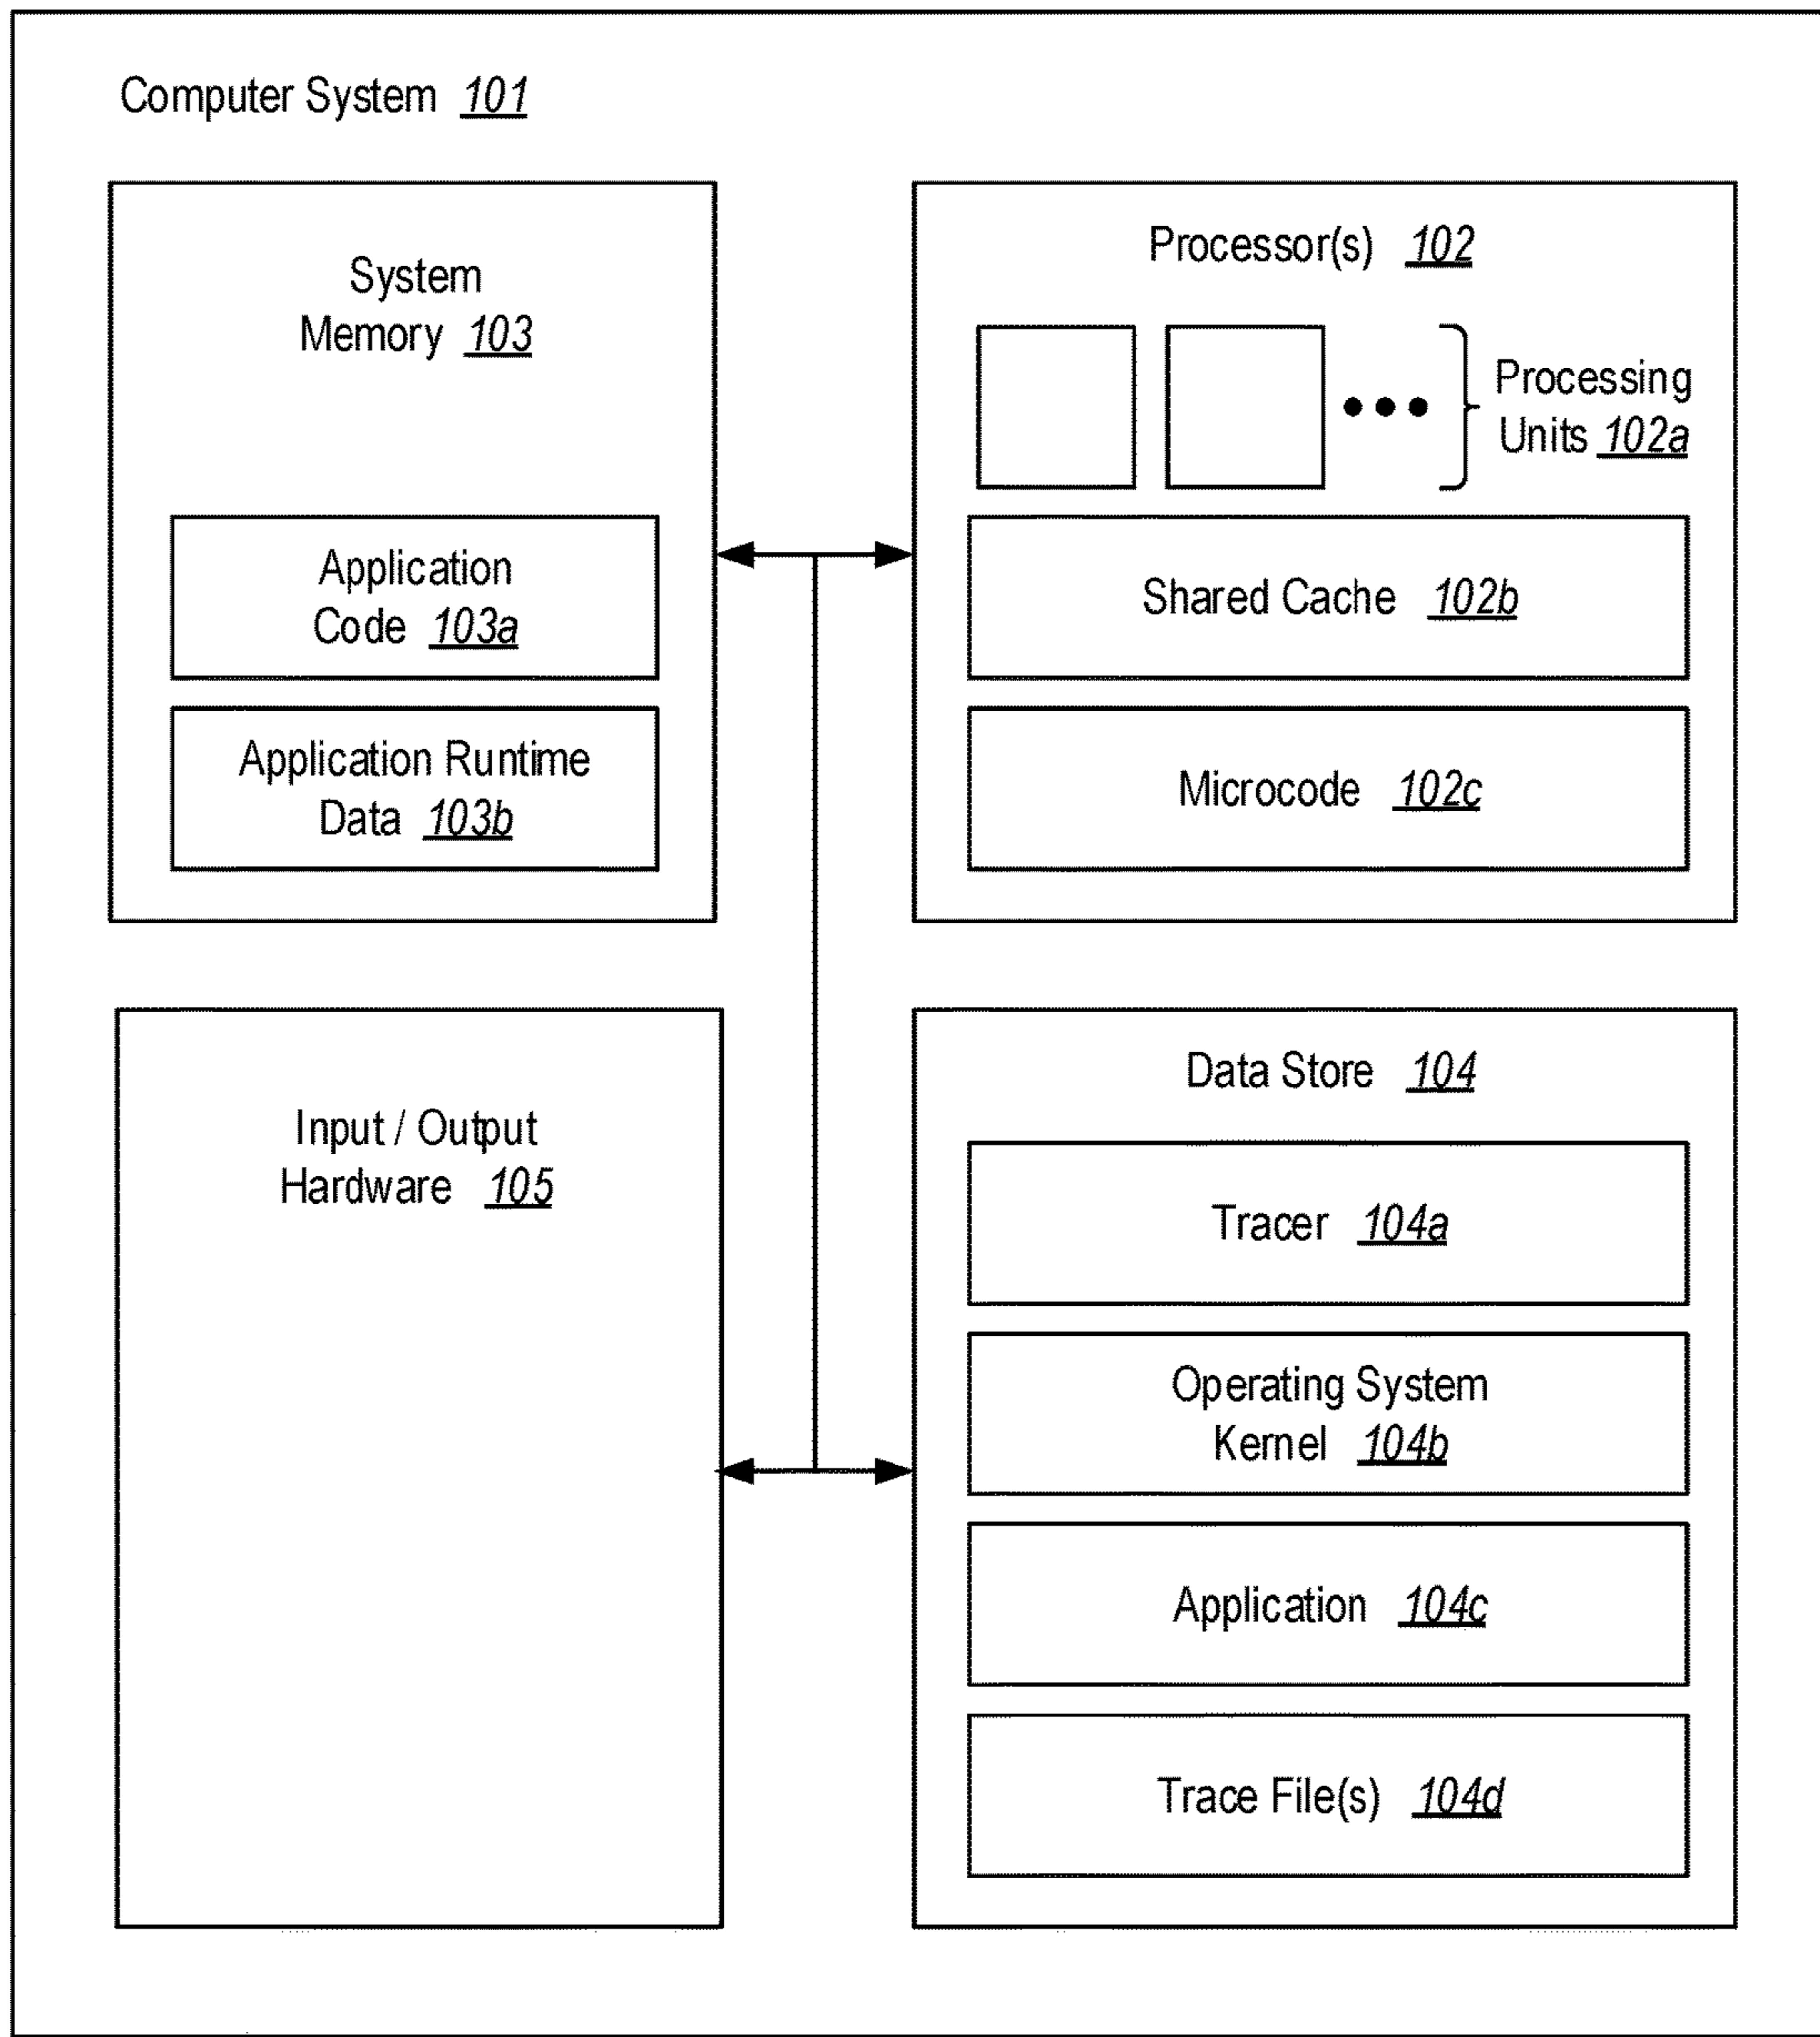 Computer System 101
System
Memory 103
Application
Code 103a
Application Runtime
Data 103b
Processor(s) 102
Processing
Units 102a
Shared Cache 102b
Microcode 102c
Input / Output
Hardware 105
Data Store 104
Tracer 104a
Operating System
Kernel 104b
Application 104c
Trace File(s) 104d